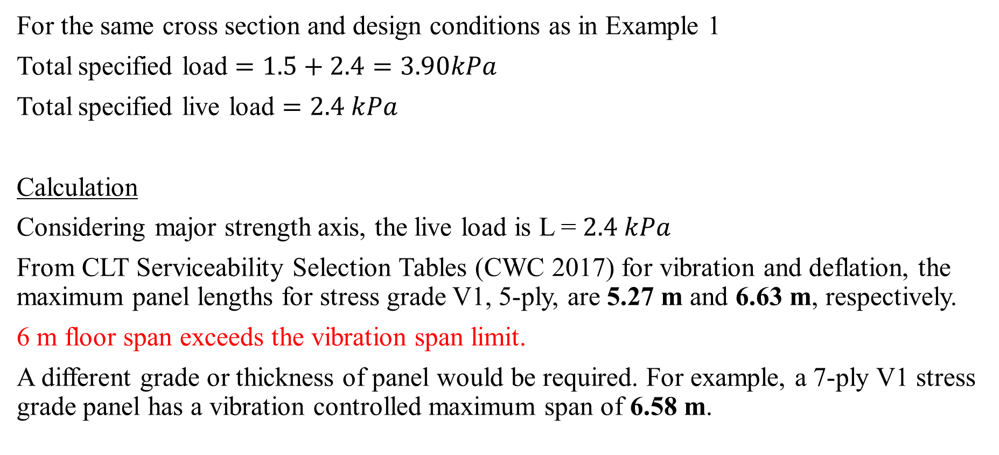 For the same cross section and design conditions as in Example 1
Total specified load = 1.5 + 2.4 = 3.90kPa
Total specified live load = 2.4 kPa
Calculation
Considering major strength axis, the live load is L = 2.4 kPa
From CLT Serviceability Selection Tables (CWC 2017) for vibration and deflation, the
maximum panel lengths for stress grade V1, 5-ply, are 5.27 m and 6.63 m, respectively.
6 m floor span exceeds the vibration span limit.
A different grade or thickness of panel would be required. For example, a 7-ply V1 stress
grade panel has a vibration controlled maximum span of 6.58 m.